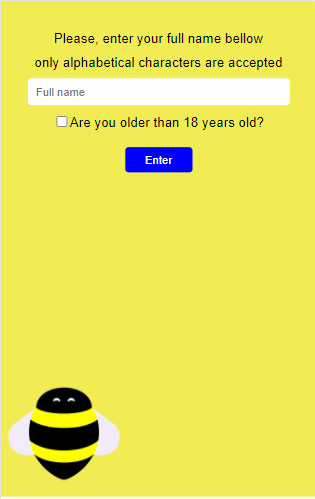 Please, enter your full name bellow
only alphabetical characters are accepted
Full name
Are you older than 18 years old?
Enter